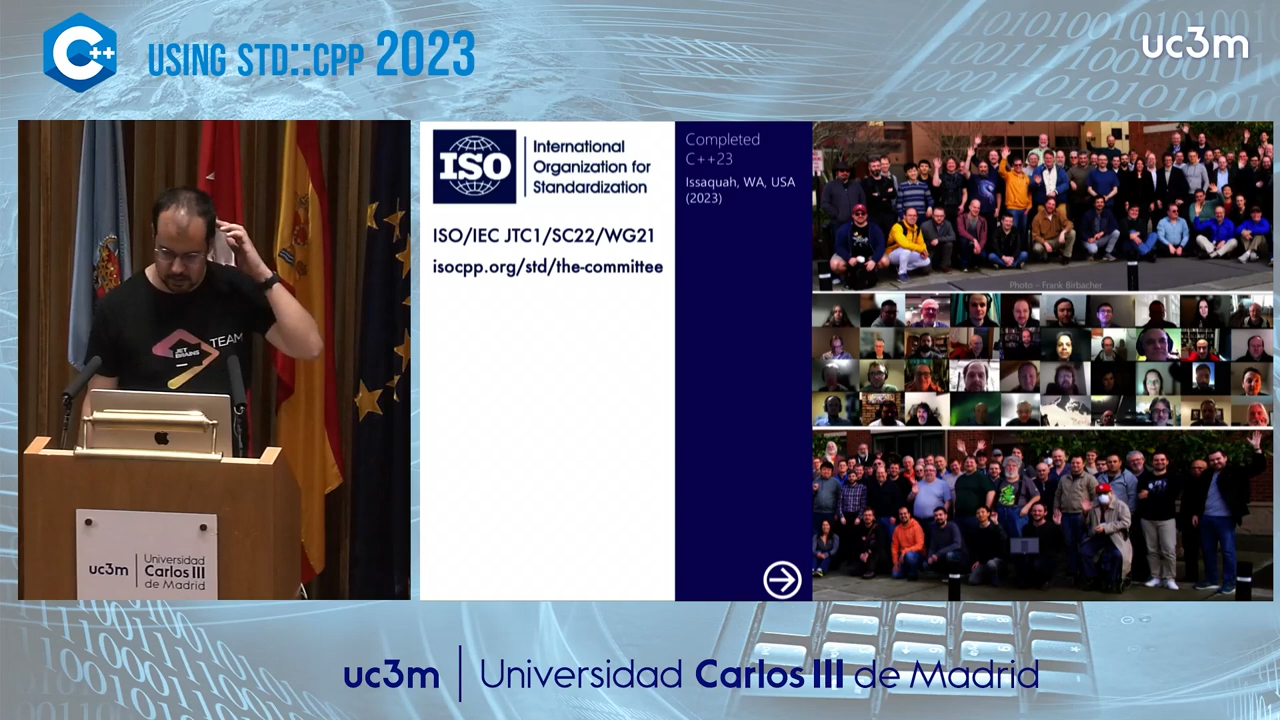 C++
USING STD::CPP 2023
uc3m
JET
BRAINS
TEAM
uc3m
Universidad
Carlos III
de Madrid
ISO
International
Organization for
Standardization
ISO/IEC JTC1/SC22/WG21
isocpp.org/std/the-committee
Completed
C++23
Issaquah, WA, USA
(2023)
Photo – Frank Birbacher
uc3m
Universidad Carlos III de Madrid